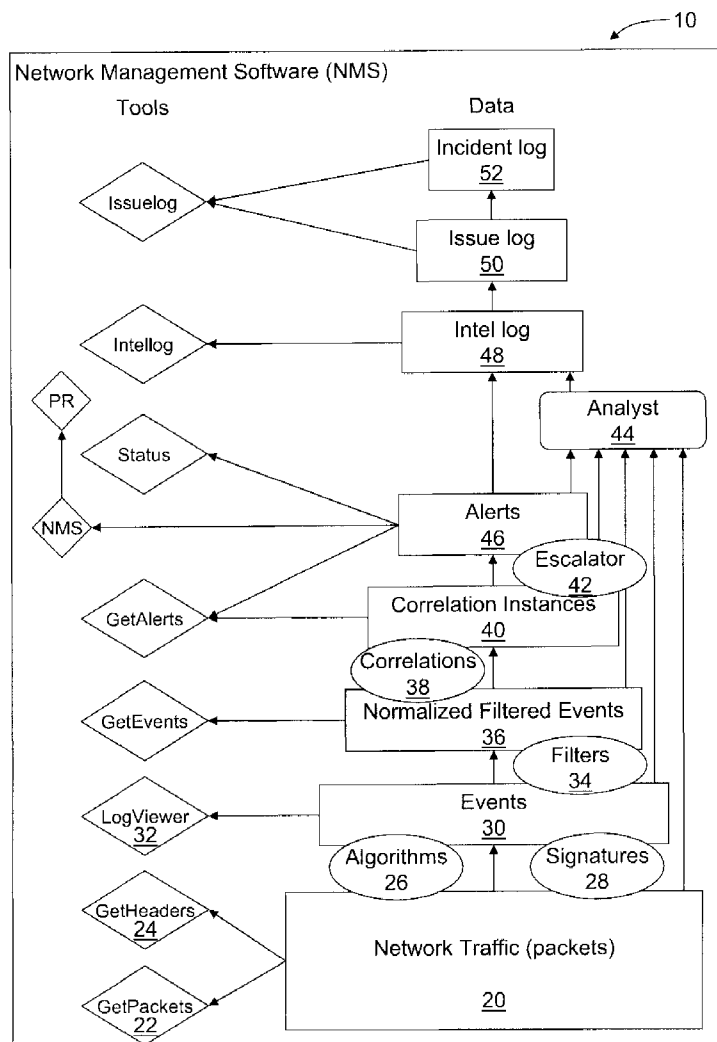 10
Network Management Software (NMS)
Tools
Data
Incident log
52
Issuelog
Issue log
50
Intellog
Intel log
48
PR
Analyst
44
Status
NMS
Alerts
46
Escalator
42
GetAlerts
Correlation Instances
40
Correlations
38
GetEvents
Normalized Filtered Events
36
Filters
34
LogViewer
32
Events
30
Algorithms
26
Signatures
28
GetHeaders
24
Network Traffic (packets)
20
GetPackets
22